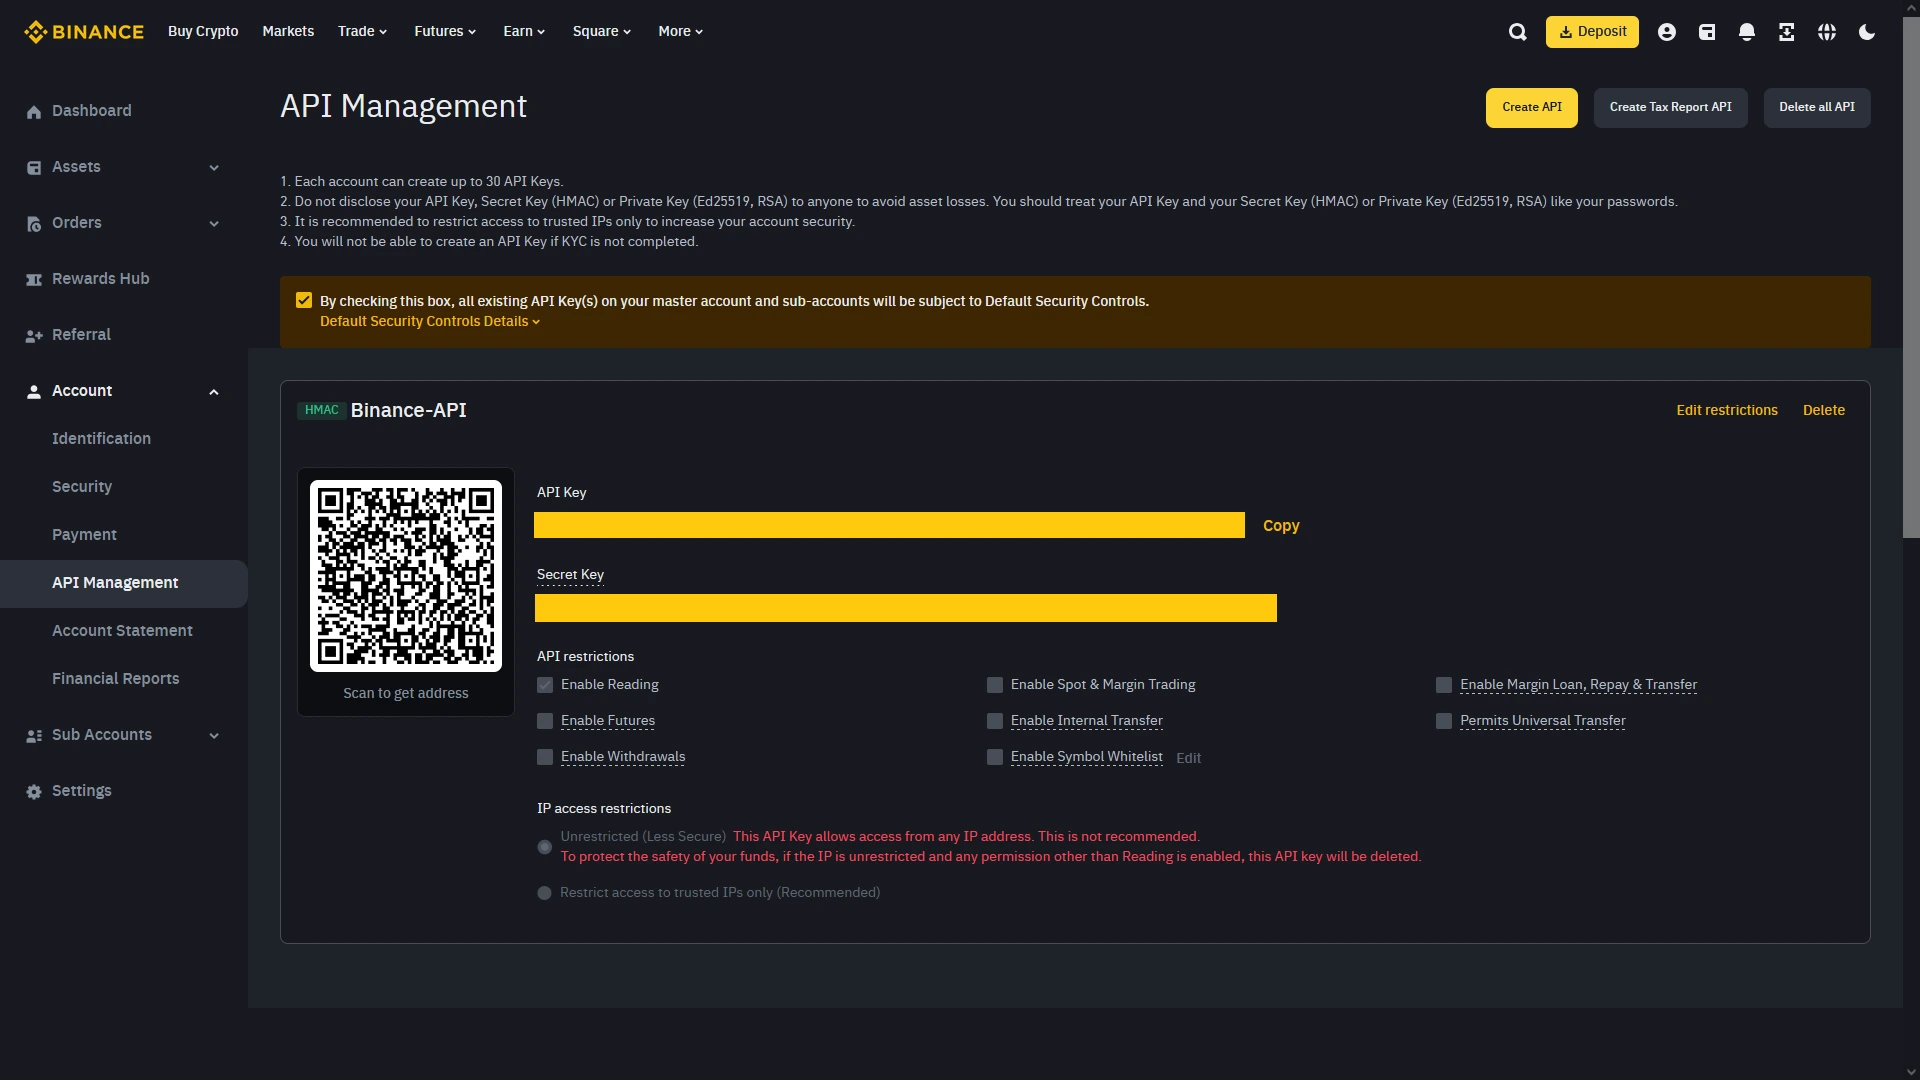 BINANCE
Buy Crypto
Markets
Trade
Futures
Earn
Square
More
Deposit
Dashboard
Assets
Orders
Rewards Hub
Referral
Account
Identification
Security
Payment
API Management
Account Statement
Financial Reports
Sub Accounts
Settings
API Management
Create API
Create Tax Report API
Delete all API
1. Each account can create up to 30 API Keys.
2. Do not disclose your API Key, Secret Key (HMAC) or Private Key (Ed25519, RSA) to anyone to avoid asset losses. You should treat your API Key and your Secret Key (HMAC) or Private Key (Ed25519, RSA) like your passwords.
3. It is recommended to restrict access to trusted IPs only to increase your account security.
4. You will not be able to create an API Key if KYC is not completed.
By checking this box, all existing API Key(s) on your master account and sub-accounts will be subject to Default Security Controls.
Default Security Controls Details
HMAC Binance-API
Edit restrictions
Delete
Scan to get address
API Key
Copy
Secret Key
API restrictions
Enable Reading
Enable Spot & Margin Trading
Enable Margin Loan, Repay & Transfer
Enable Futures
Enable Internal Transfer
Permits Universal Transfer
Enable Withdrawals
Enable Symbol Whitelist
Edit
IP access restrictions
Unrestricted (Less Secure) This API Key allows access from any IP address. This is not recommended.
To protect the safety of your funds, if the IP is unrestricted and any permission other than Reading is enabled, this API key will be deleted.
Restrict access to trusted IPs only (Recommended)